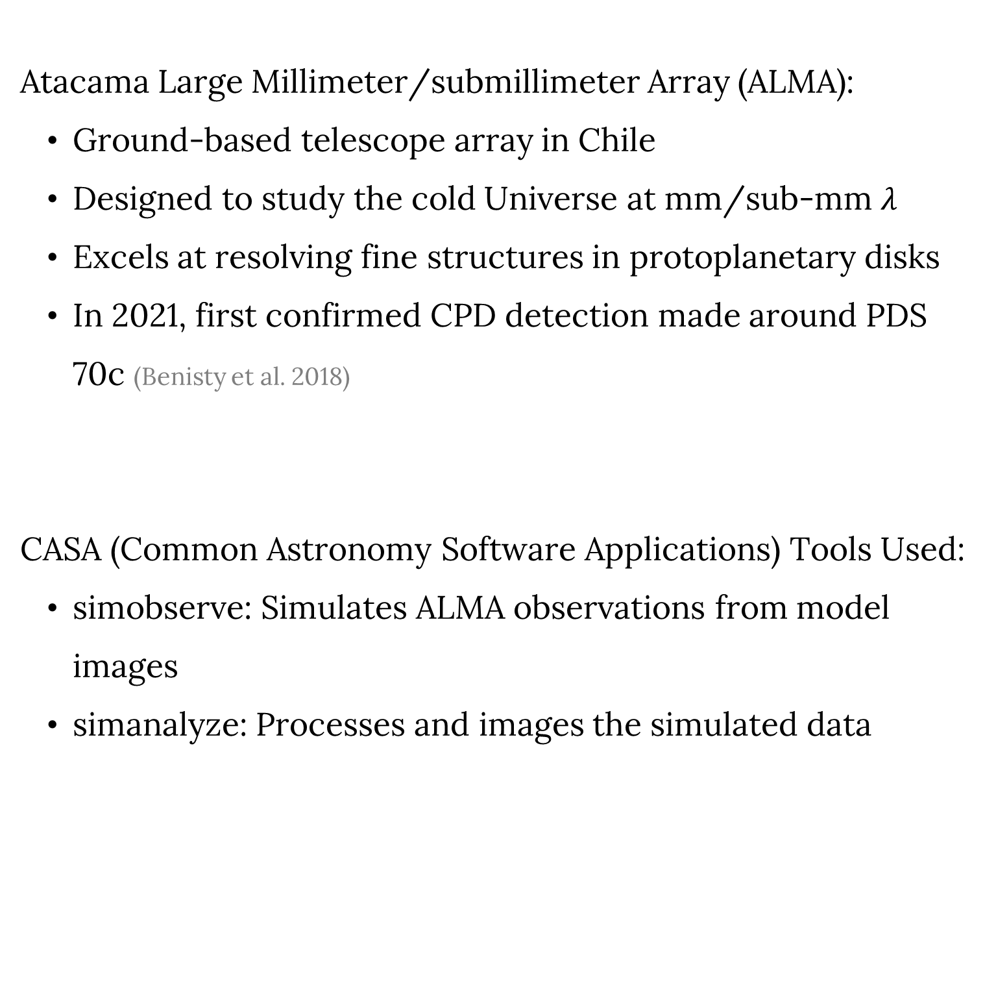 Atacama Large Millimeter/submillimeter Array (ALMA):
• Ground-based telescope array in Chile
• Designed to study the cold Universe at mm/sub-mm λ
• Excels at resolving fine structures in protoplanetary disks
• In 2021, first confirmed CPD detection made around PDS
70c (Benisty et al. 2018)
CASA (Common Astronomy Software Applications) Tools Used:
• simobserve: Simulates ALMA observations from model
images
• simanalyze: Processes and images the simulated data